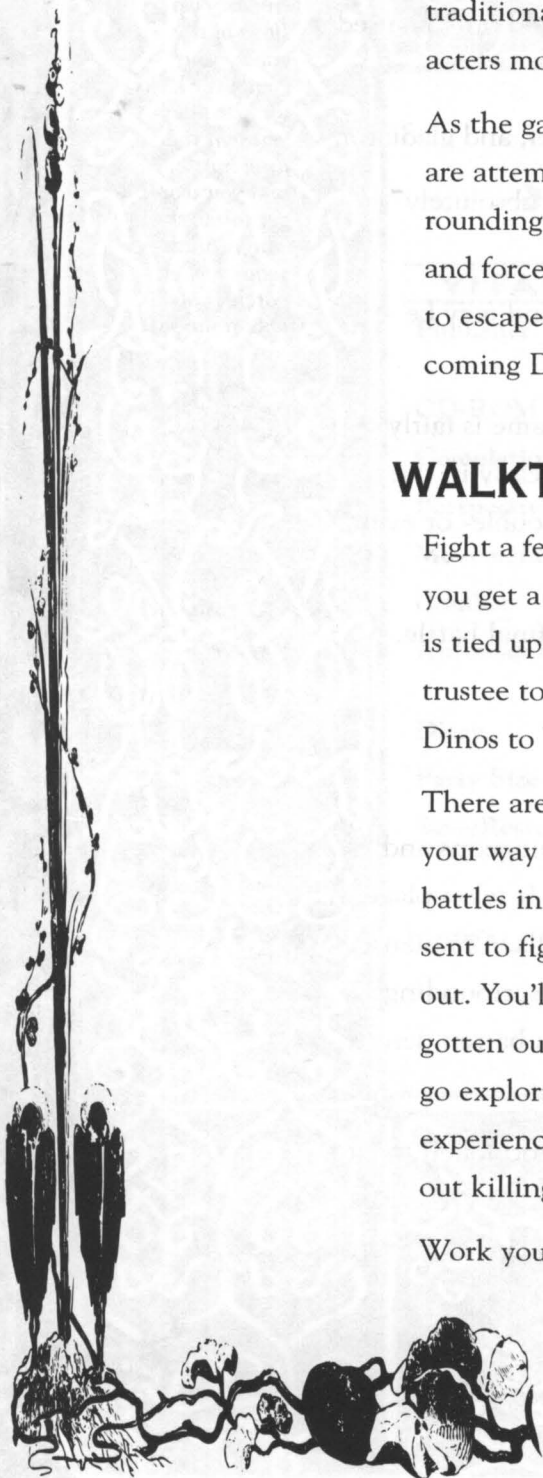 traditiona
acters mo
As the ga
are attem
rounding
and force
to escape
coming D
WALKT
Fight a fe
you get a
is tied up
trustee to
Dinos to
There are
your way
battles in
sent to fig
out. You'l
gotten ou
go explor
experienc
out killing
Work you